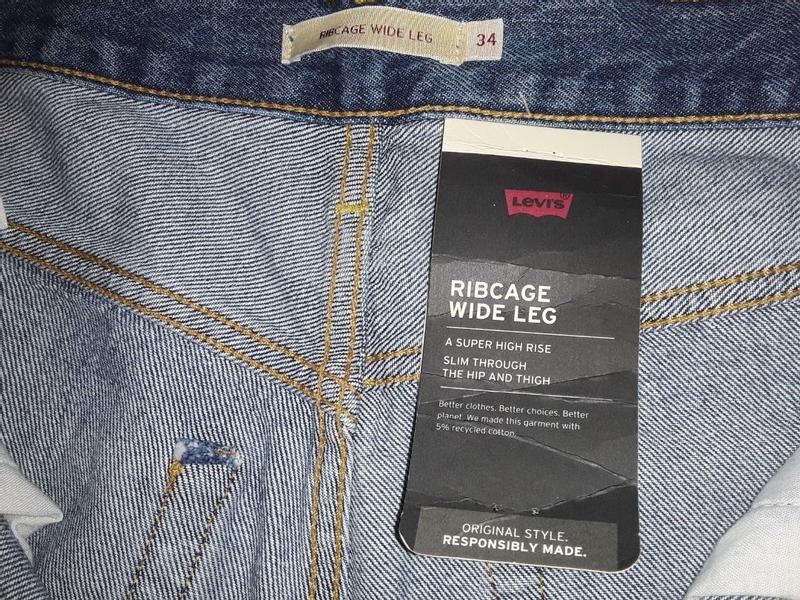 RIBCAGE WIDE LEG
34
Levi's®
RIBCAGE
WIDE LEG
A SUPER HIGH RISE
SLIM THROUGH
THE HIP AND THIGH
Better clothes. Better choices. Better
planet. We made this garment with
5% recycled cotton.
ORIGINAL STYLE.
RESPONSIBLY MADE.